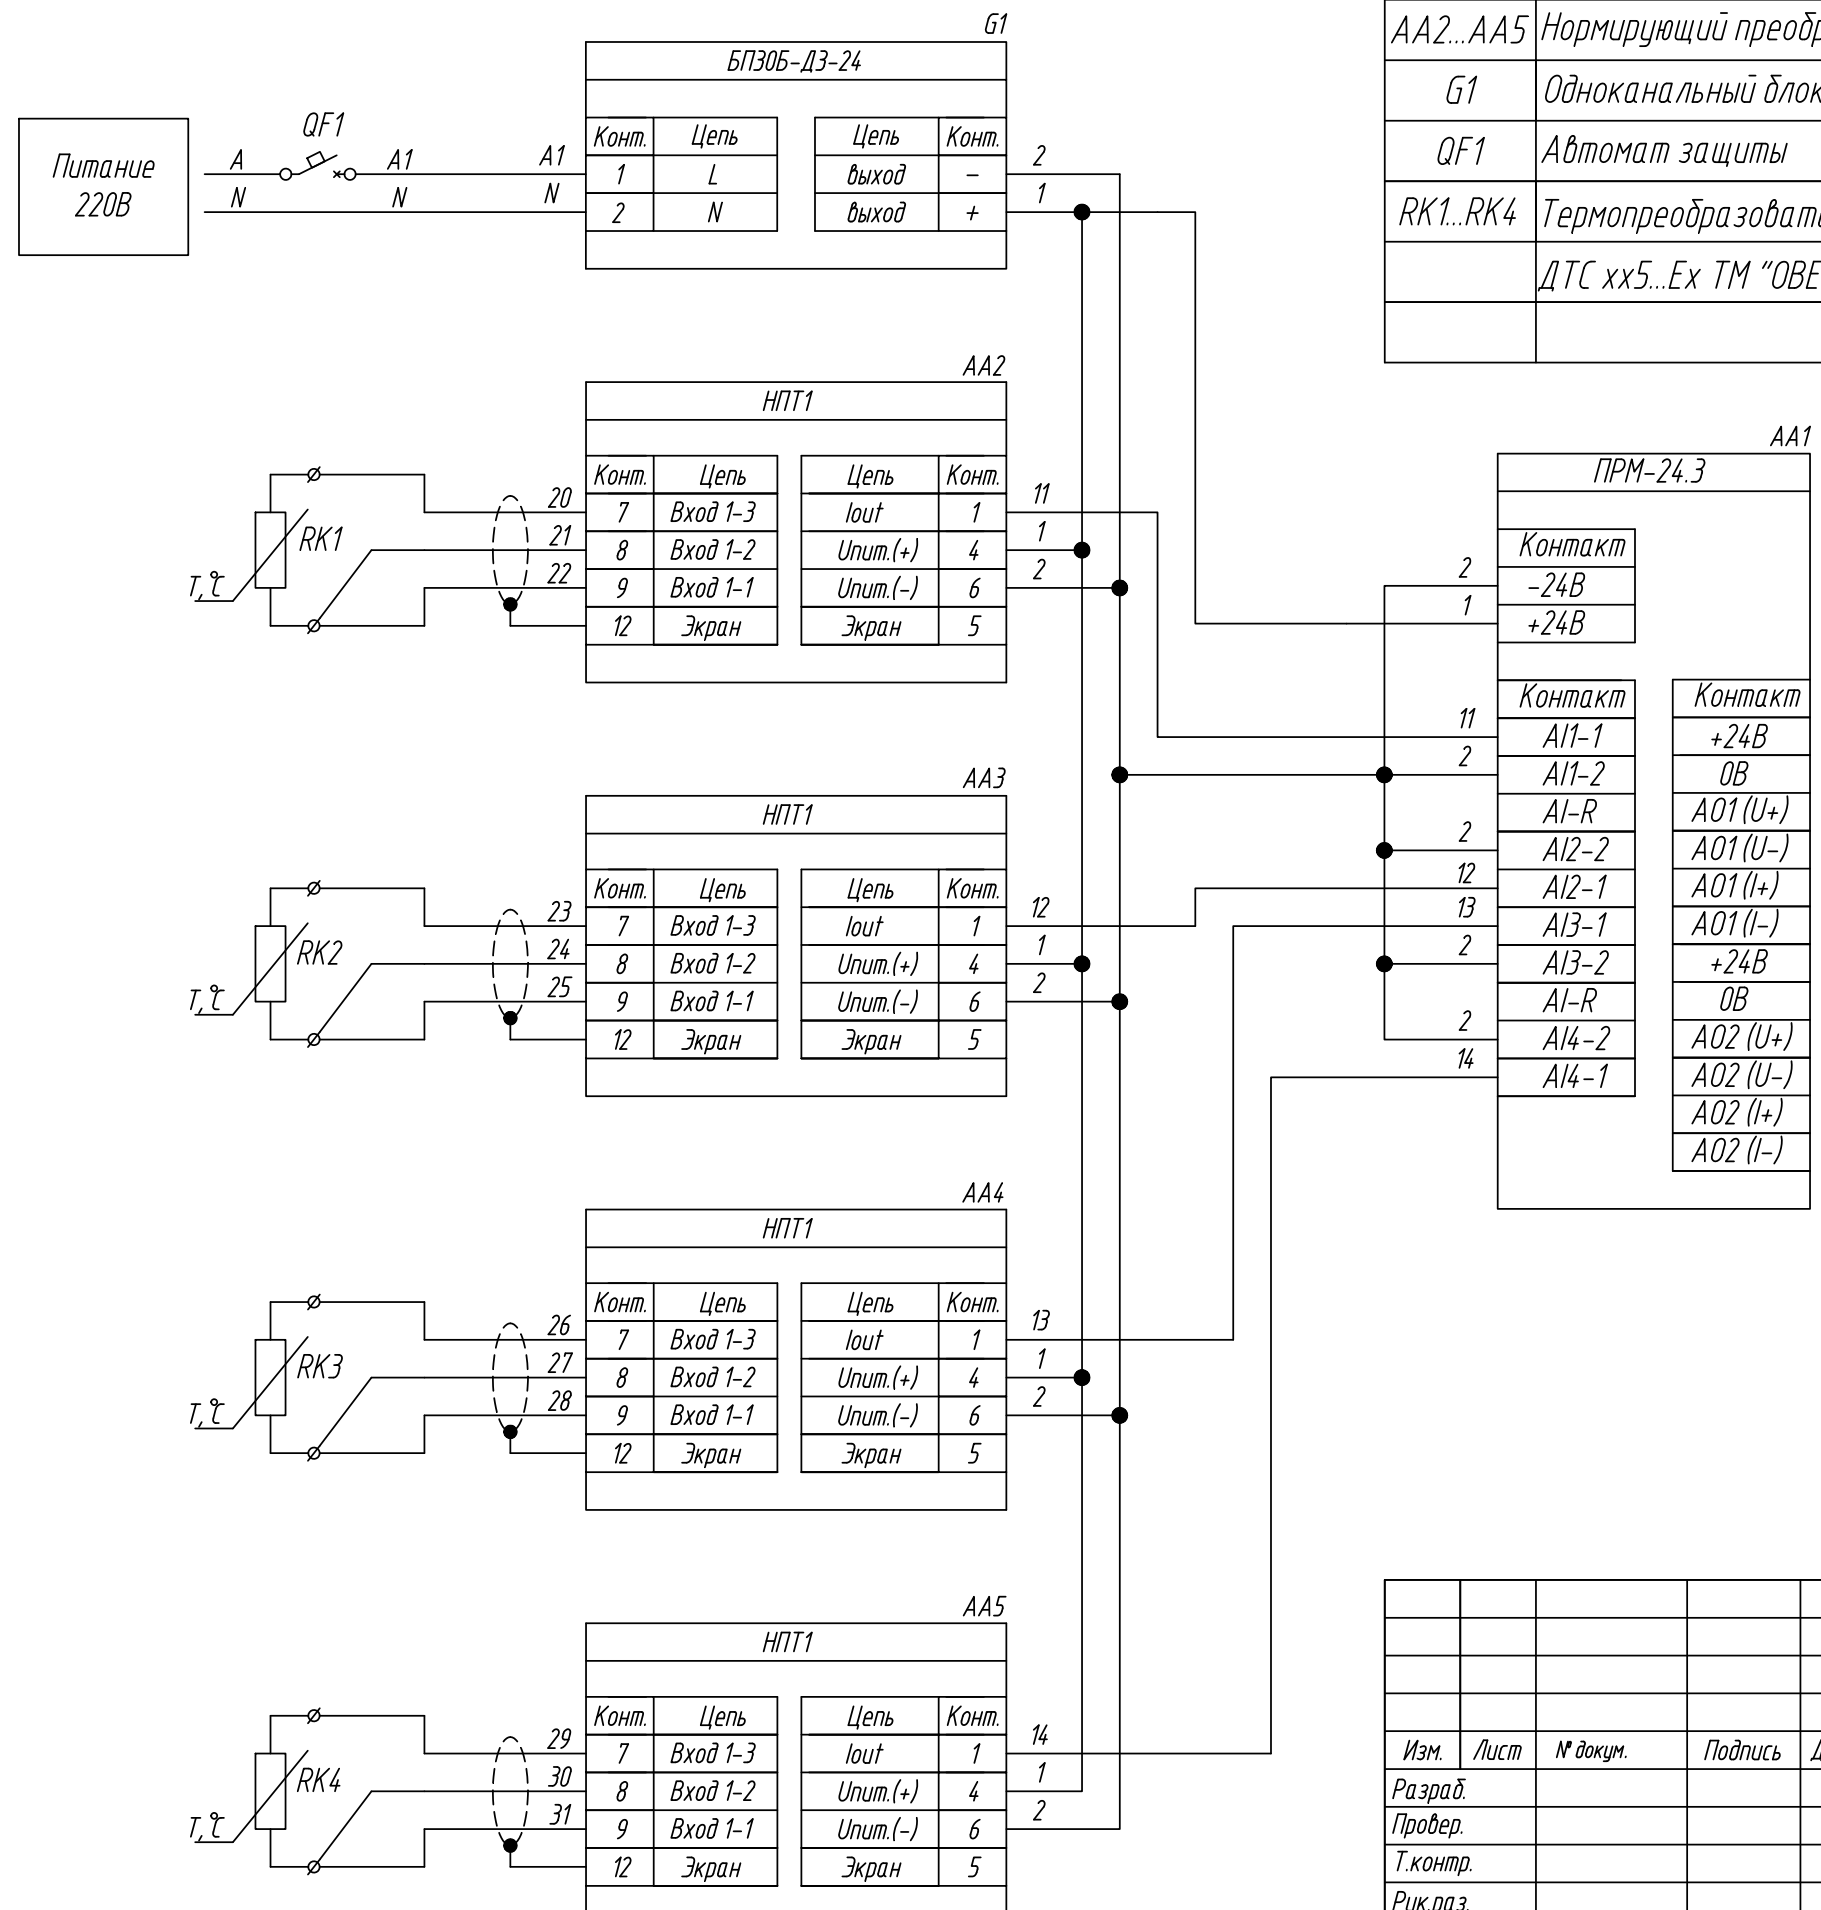 G1
БП30Б-Д3-24
Конт. Цепь Цепь Конт.
1 L выход –
2 N выход +
Питание
220В
A QF1 A1 A1
N N N
2
1
AA2...AA5
G1
QF1 Автомат защиты
RK1...RK4
ДТС xx5...Ex ТМ
AA2
НПТ1
Конт. Цепь Цепь Конт.
7 Вход 1-3 Iout 1
8 Вход 1-2 Uпит.(+) 4
9 Вход 1-1 Uпит.(-) 6
12 Экран Экран 5
RK1
T,°C
20
21
22
11
1
2
AA3
НПТ1
Конт. Цепь Цепь Конт.
7 Вход 1-3 Iout 1
8 Вход 1-2 Uпит.(+) 4
9 Вход 1-1 Uпит.(-) 6
12 Экран Экран 5
RK2
T,°C
23
24
25
12
1
2
AA4
НПТ1
Конт. Цепь Цепь Конт.
7 Вход 1-3 Iout 1
8 Вход 1-2 Uпит.(+) 4
9 Вход 1-1 Uпит.(-) 6
12 Экран Экран 5
RK3
T,°C
26
27
28
13
1
2
AA5
НПТ1
Конт. Цепь Цепь Конт.
7 Вход 1-3 Iout 1
8 Вход 1-2 Uпит.(+) 4
9 Вход 1-1 Uпит.(-) 6
12 Экран Экран 5
RK4
T,°C
29
30
31
14
1
2
AA1
ПРМ-24.3
Контакт
2 -24В
1 +24В
Контакт
11 AI1-1
2 AI1-2
AI-R
2 AI2-2
12 AI2-1
13 AI3-1
2 AI3-2
AI-R
2 AI4-2
14 AI4-1
Контакт
+24В
0В
AO1 (U+)
AO1 (U-)
AO1 (I+)
AO1 (I-)
+24В
0В
AO2 (U+)
AO2 (U-)
AO2 (I+)
AO2 (I-)
Изм. Лист № докум. Подпись
Разраб.
Провер.
Т.контр.
Рук.раз.